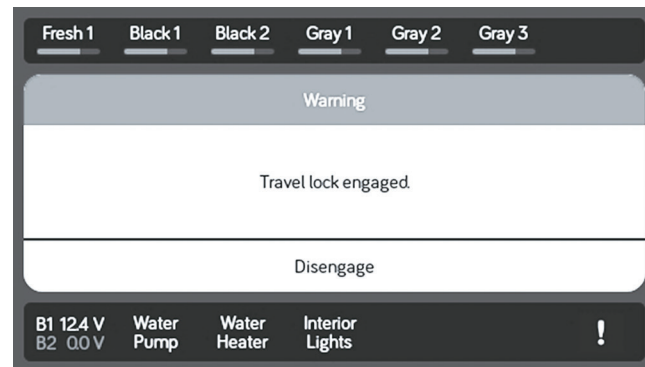 Fresh 1 Black 1 Black 2 Gray 1 Gray 2 Gray 3
Warning
Travel lock engaged.
Disengage
B1 12.4 V Water Water Interior
B2 0.0 V Pump Heater Lights !